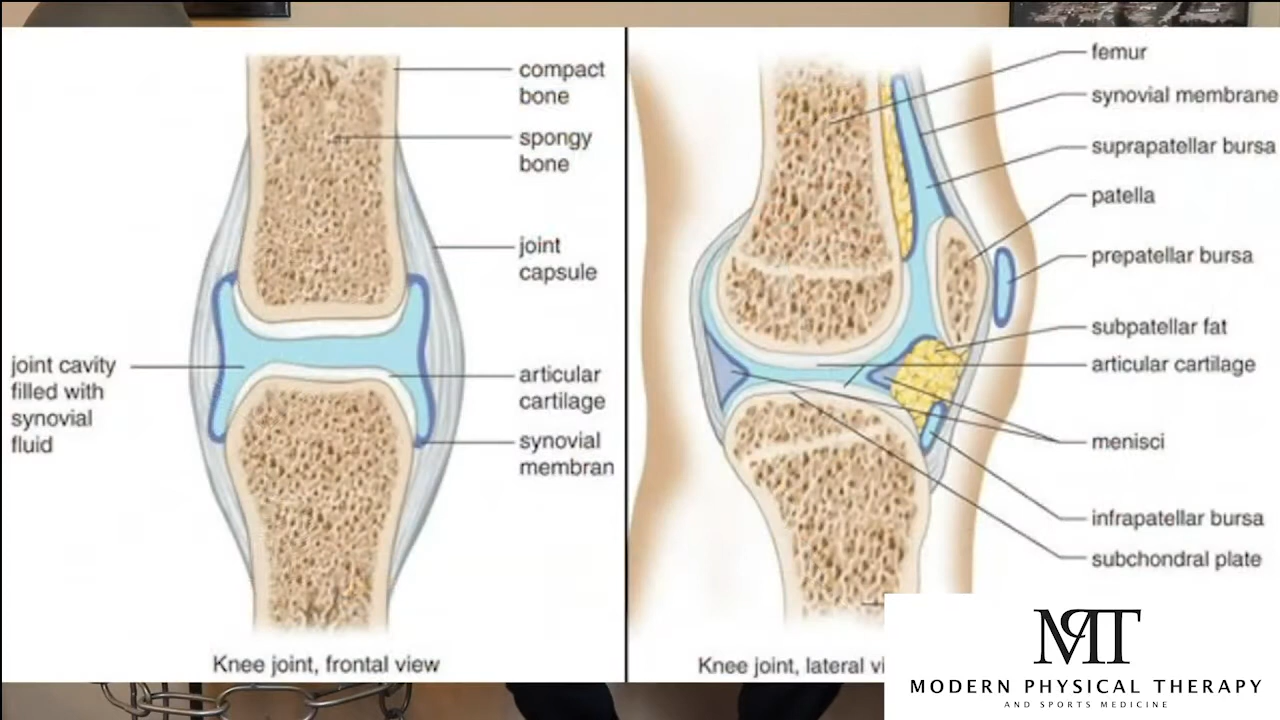 compact
bone
spongy
bone
joint
capsule
joint cavity
filled with
synovial
fluid
articular
cartilage
synovial
membran
Knee joint, frontal view
femur
synovial membrane
suprapatellar bursa
patella
prepatellar bursa
subpatellar fat
articular cartilage
menisci
infrapatellar bursa
subchondral plate
Knee joint, lateral vi
MPT
MODERN PHYSICAL THERAPY
AND SPORTS MEDICINE